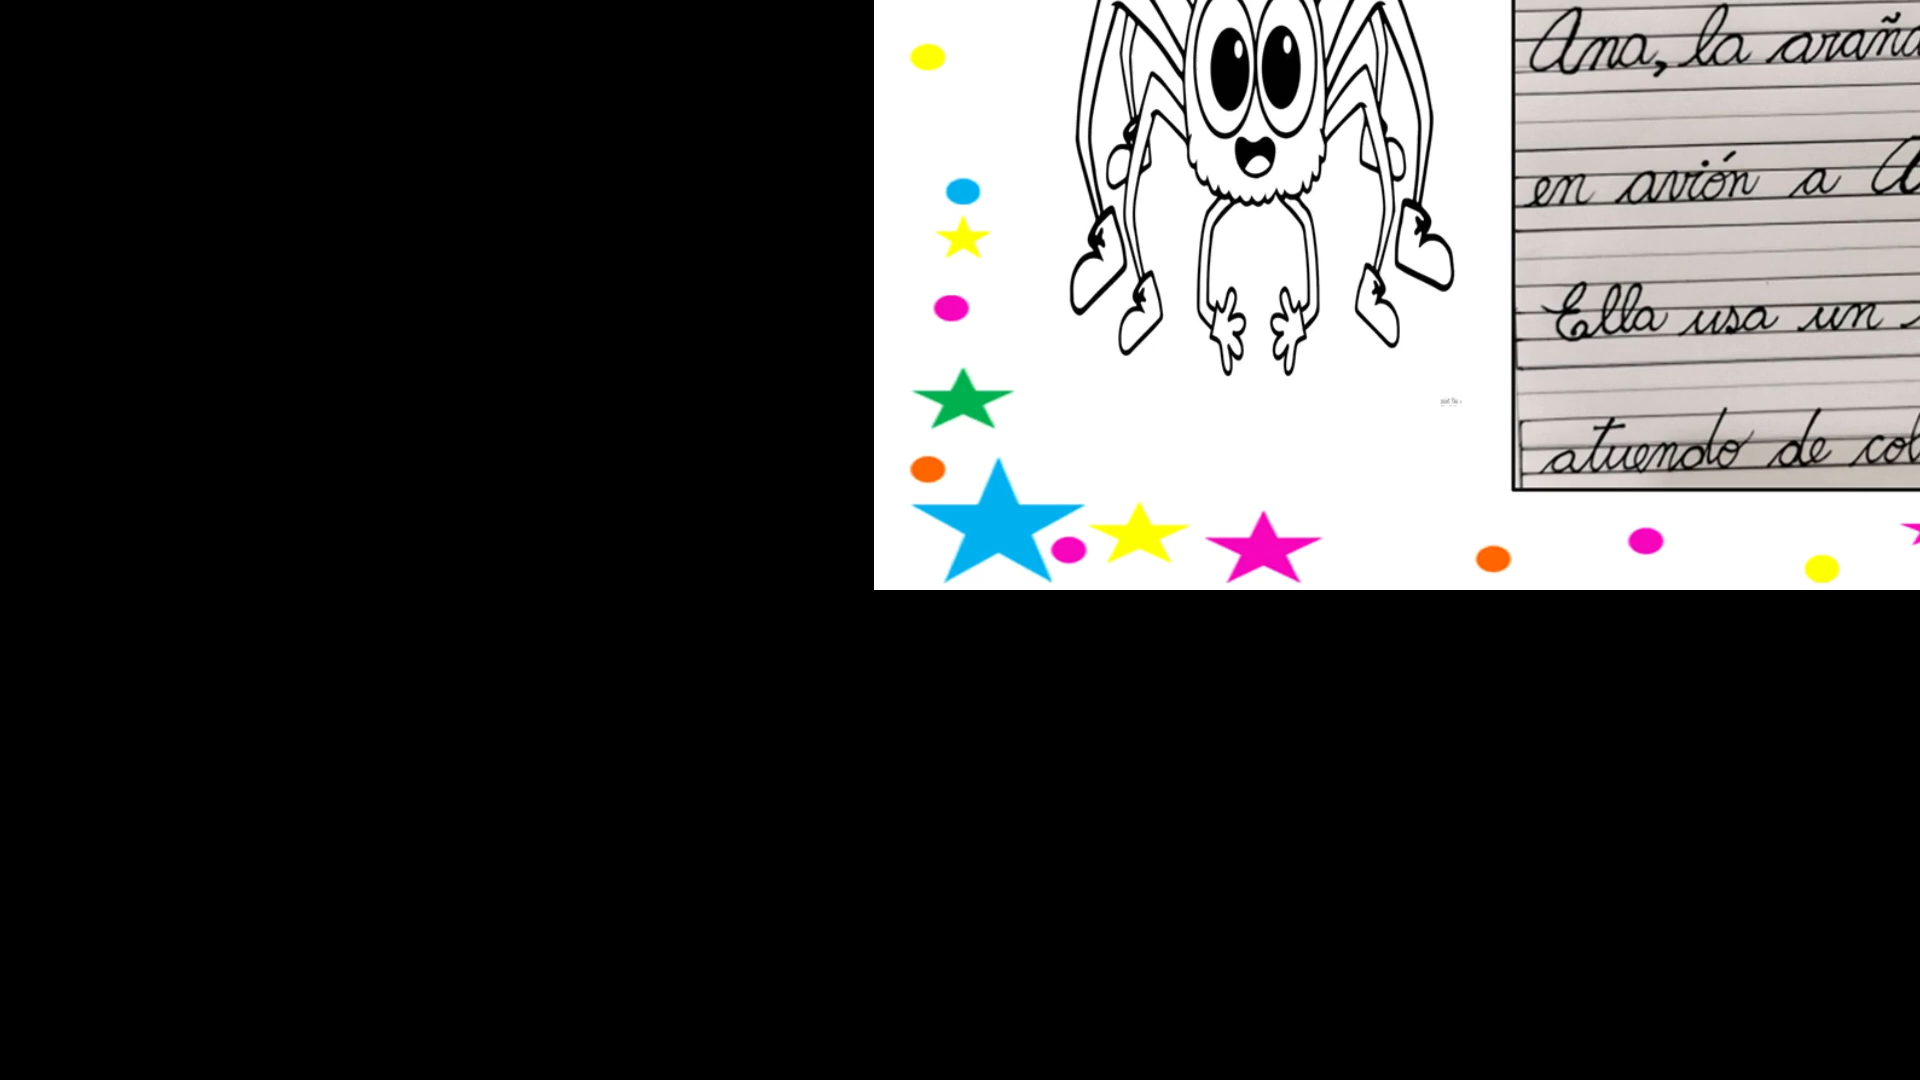 Ana, la araña
en avión a
Ella usa un
atuendo de